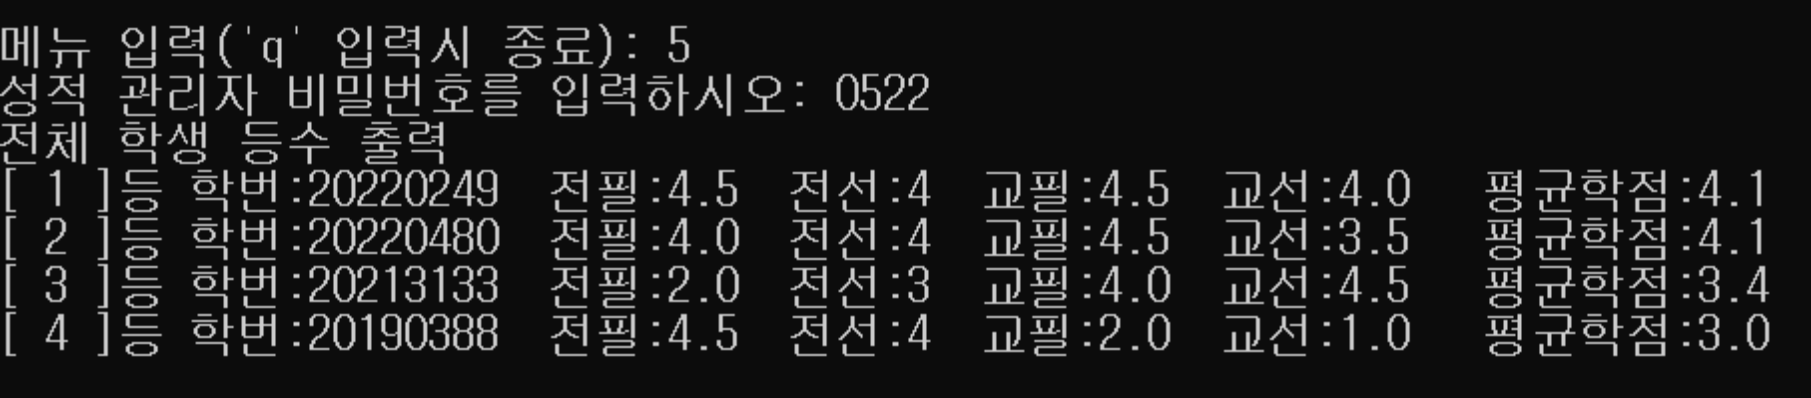 메뉴 입력('q' 입력시 종료): 5
성적 관리자 비밀번호를 입력하시오: 0522
전체 학생 등수 출력
[ 1 ]등 학번:20220249 전필:4.5 전선:4 교필:4.5 교선:4.0 평균학점:4.1
[ 2 ]등 학번:20220480 전필:4.0 전선:4 교필:4.5 교선:3.5 평균학점:4.1
[ 3 ]등 학번:20213133 전필:2.0 전선:3 교필:4.0 교선:4.5 평균학점:3.4
[ 4 ]등 학번:20190388 전필:4.5 전선:4 교필:2.0 교선:1.0 평균학점:3.0